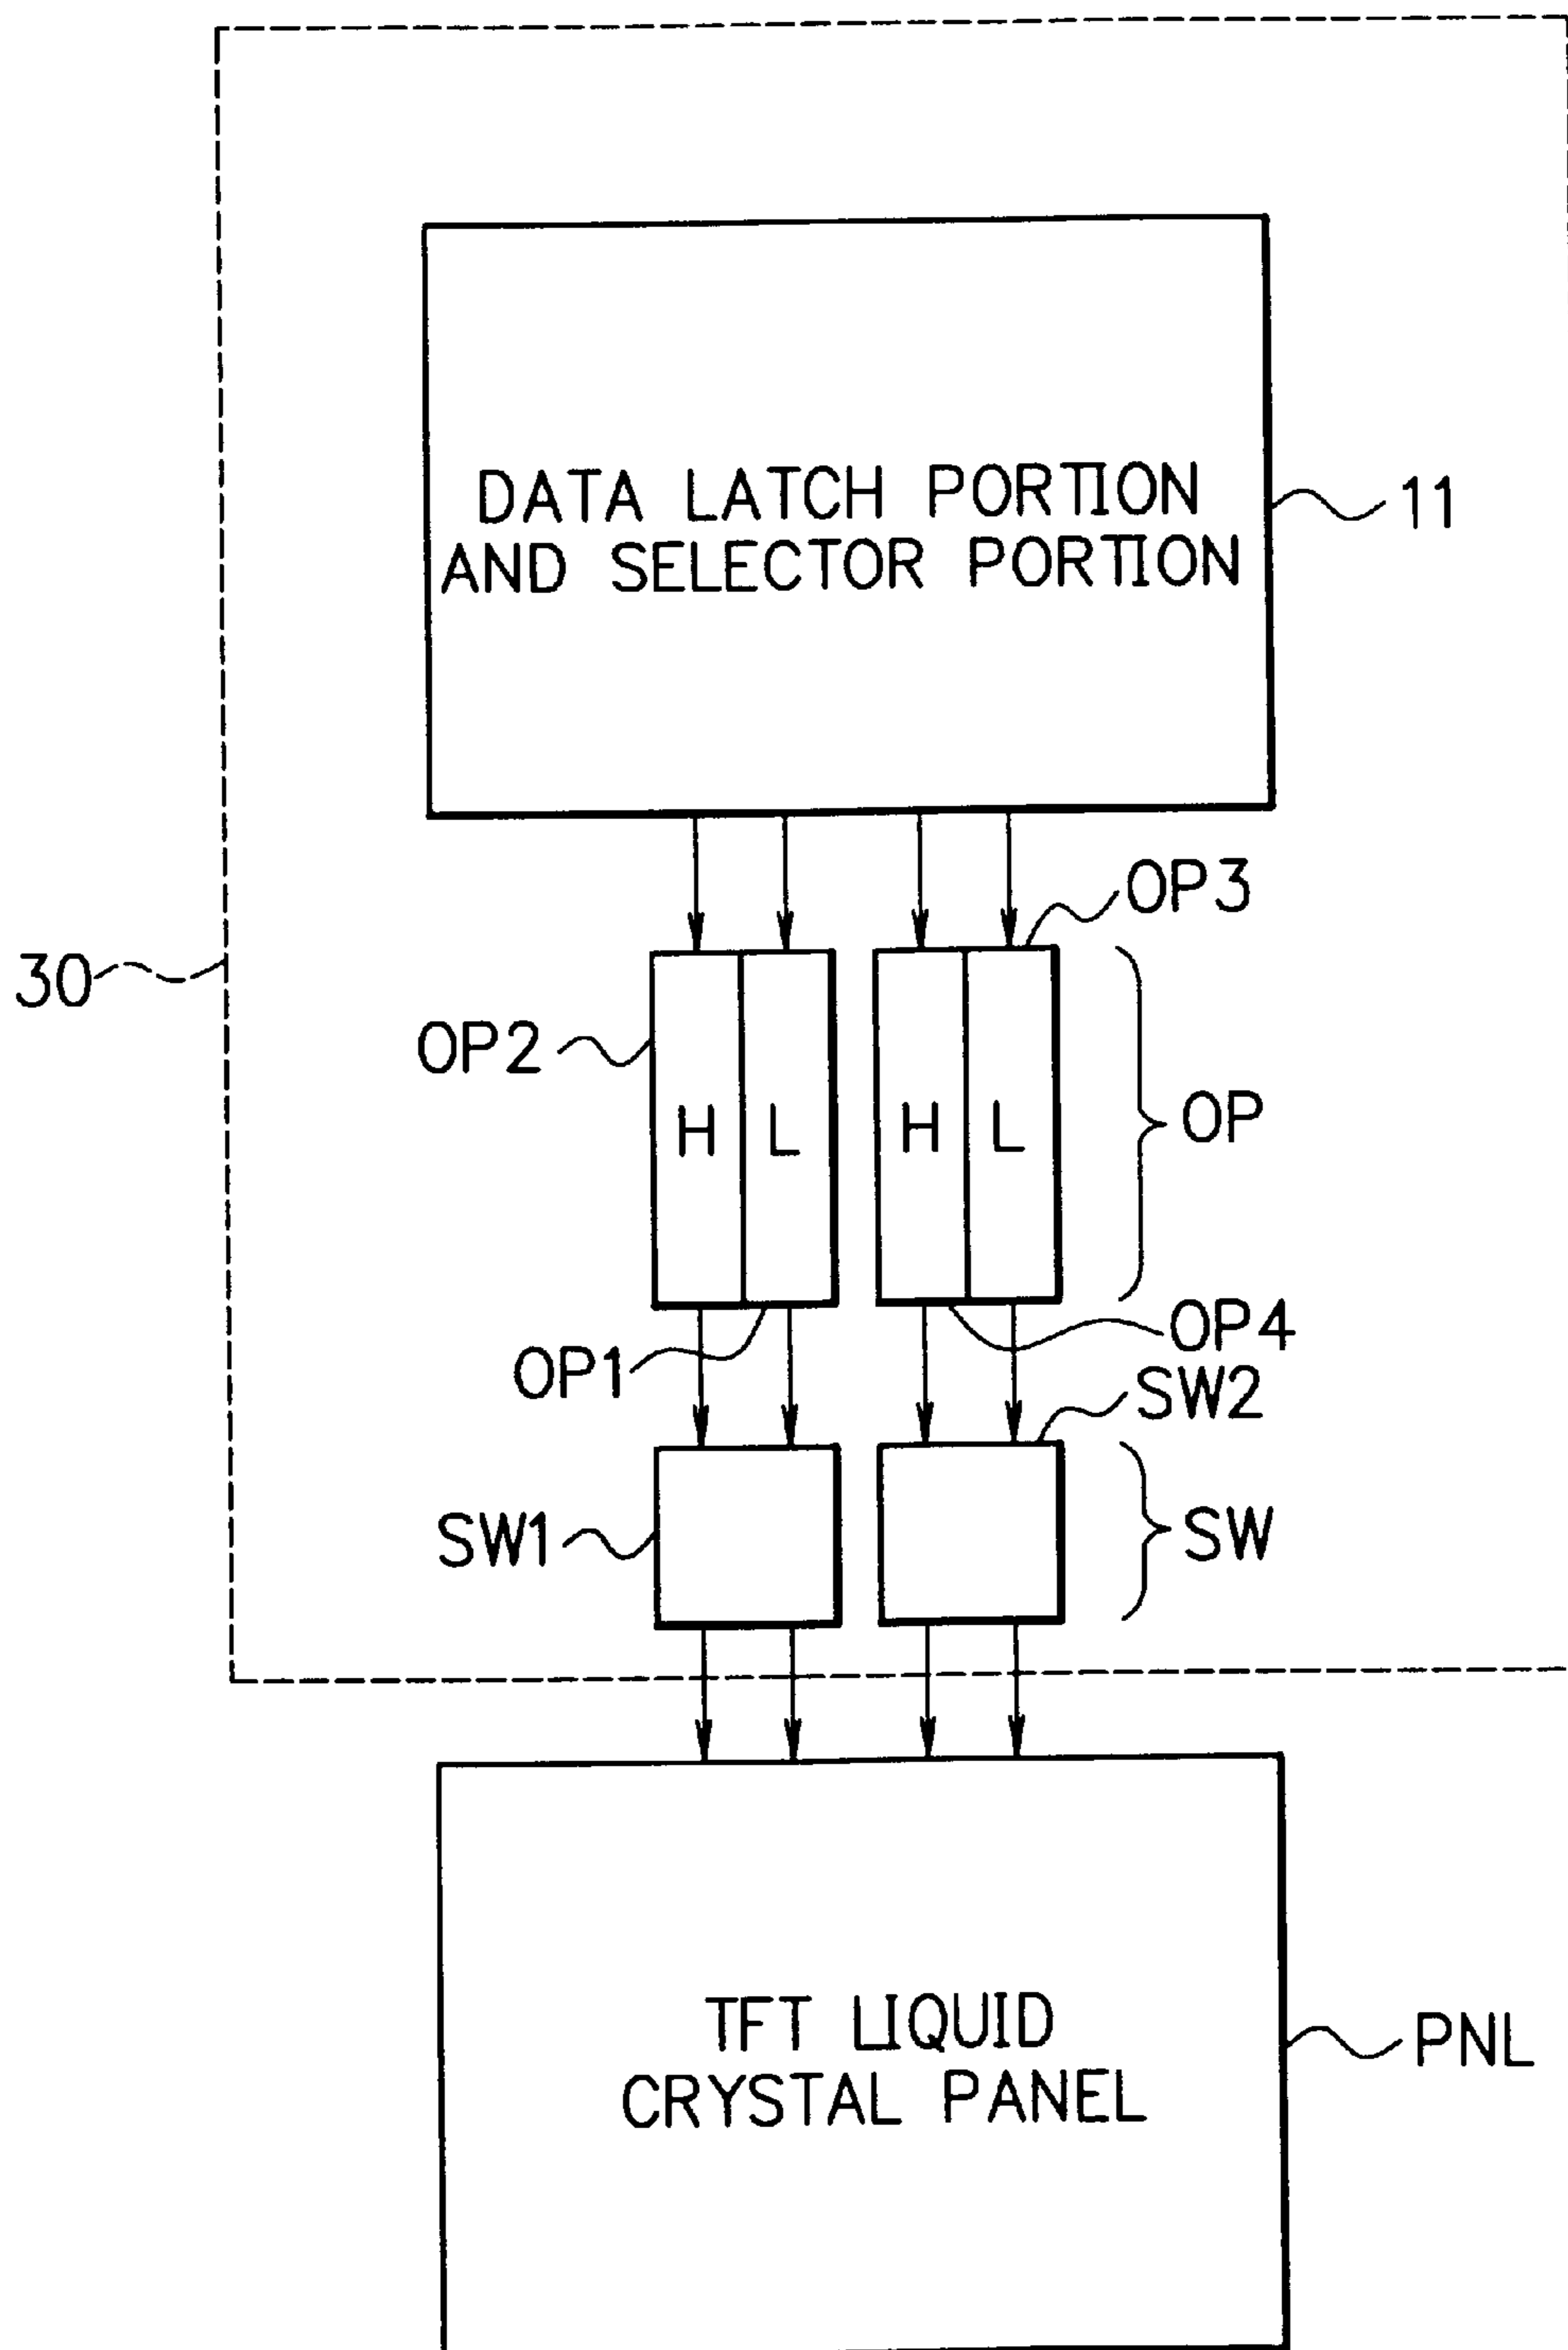 DATA LATCH PORTION
AND SELECTOR PORTION
11
OP3
30
OP2
H
L
H
L
OP
OP1
OP4
SW2
SW1
SW
TFT LIQUID
CRYSTAL PANEL
PNL